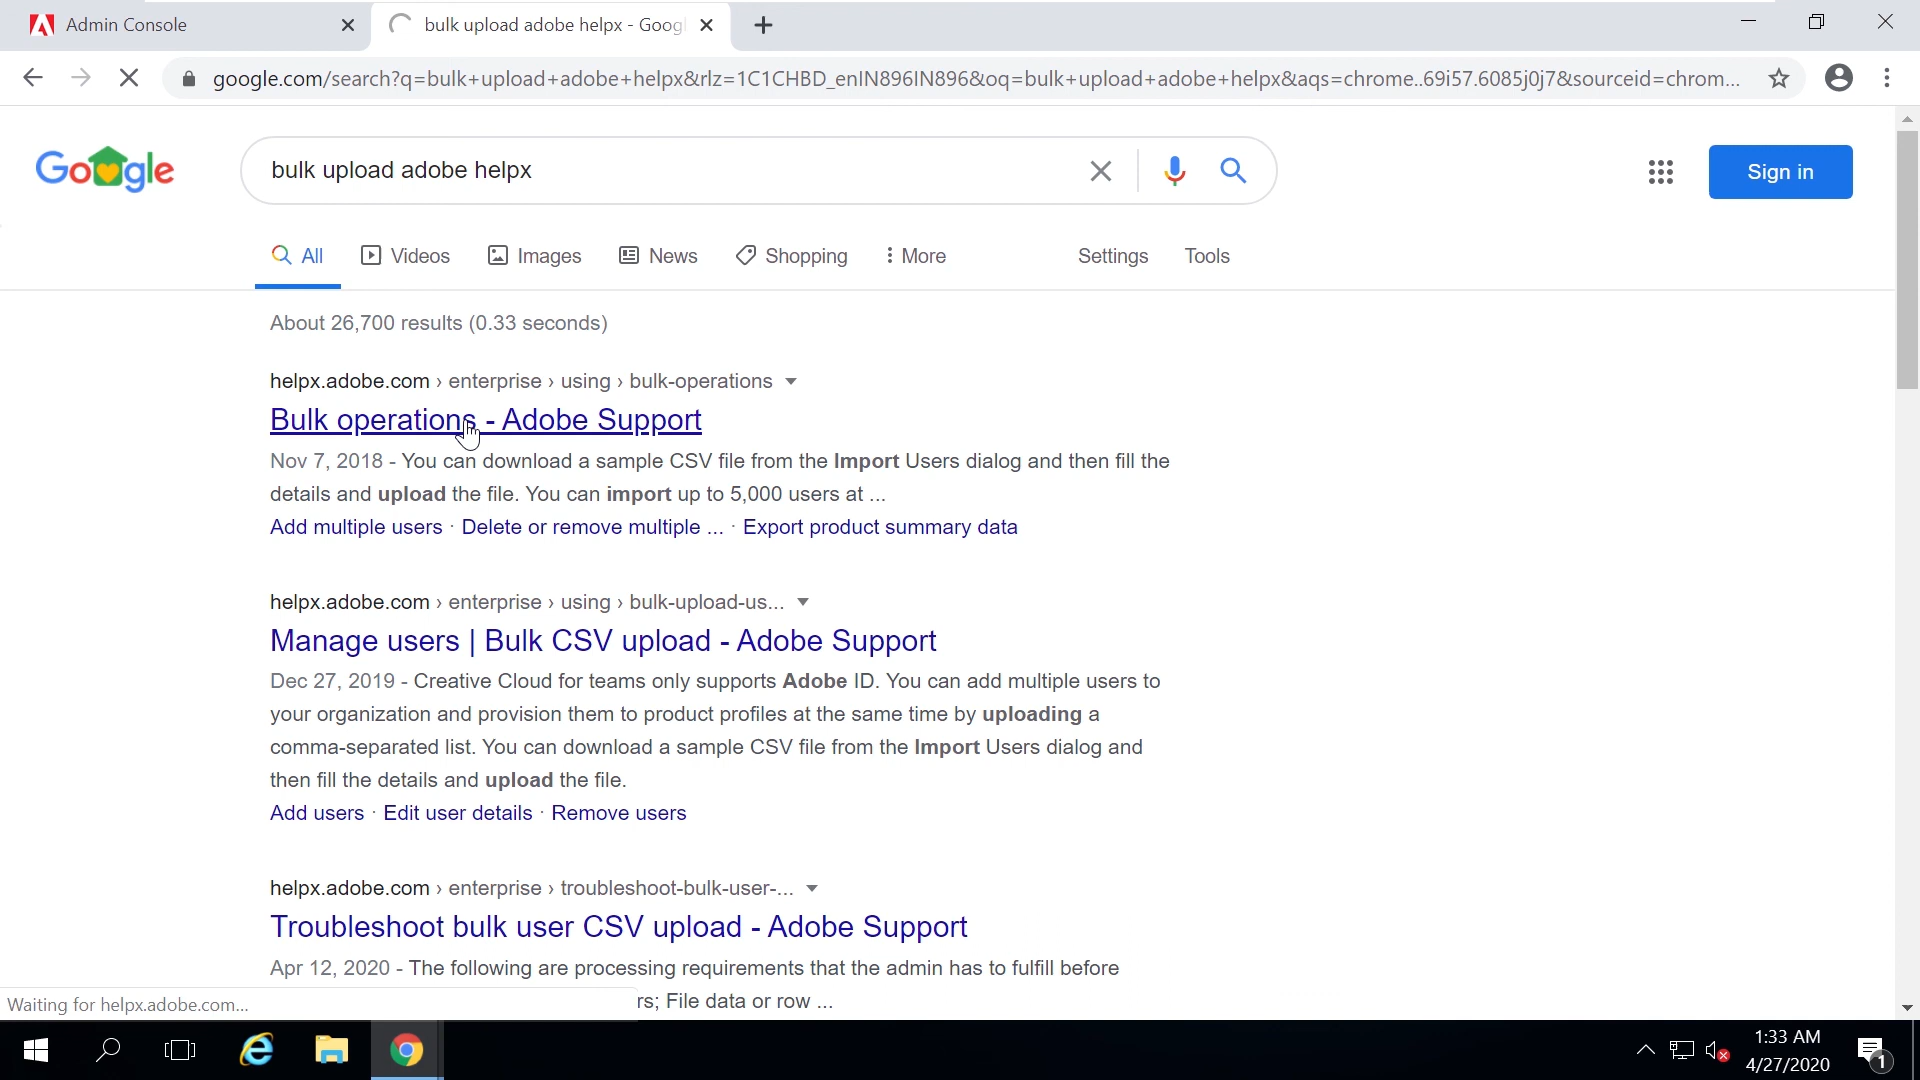 Admin Console
bulk upload adobe helpx - Goog
google.com/search?q=bulk+upload+adobe+helpx&rlz=1C1CHBD_enIN896IN896&oq=bulk+upload+adobe+helpx&aqs=chrome..69i57.6085j0j7&sourceid=chrom...
Google
bulk upload adobe helpx
Sign in
All Videos Images News Shopping More Settings Tools
About 26,700 results (0.33 seconds)
helpx.adobe.com › enterprise › using › bulk-operations
Bulk operations - Adobe Support
Nov 7, 2018 - You can download a sample CSV file from the Import Users dialog and then fill the
details and upload the file. You can import up to 5,000 users at ...
Add multiple users · Delete or remove multiple ... · Export product summary data
helpx.adobe.com › enterprise › using › bulk-upload-us...
Manage users | Bulk CSV upload - Adobe Support
Dec 27, 2019 - Creative Cloud for teams only supports Adobe ID. You can add multiple users to
your organization and provision them to product profiles at the same time by uploading a
comma-separated list. You can download a sample CSV file from the Import Users dialog and
then fill the details and upload the file.
Add users · Edit user details · Remove users
helpx.adobe.com › enterprise › troubleshoot-bulk-user-...
Troubleshoot bulk user CSV upload - Adobe Support
Apr 12, 2020 - The following are processing requirements that the admin has to fulfill before
rs; File data or row ...
Waiting for helpx.adobe.com...
1:33 AM
4/27/2020
1